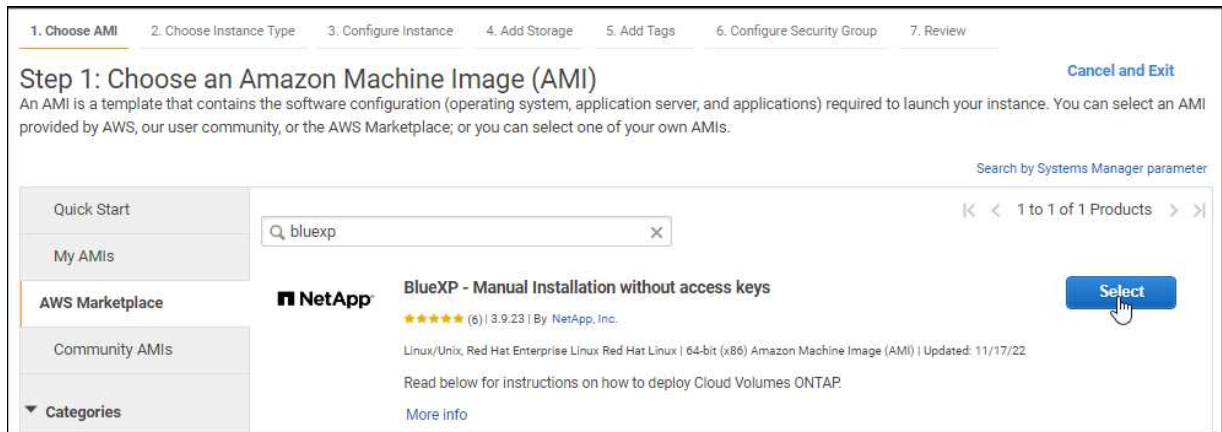 1. Choose AMI 2. Choose Instance Type 3. Configure Instance 4. Add Storage 5. Add Tags 6. Configure Security Group 7. Review
Step 1: Choose an Amazon Machine Image (AMI)
Cancel and Exit
An AMI is a template that contains the software configuration (operating system, application server, and applications) required to launch your instance. You can select an AMI
provided by AWS, our user community, or the AWS Marketplace; or you can select one of your own AMIs.
Search by Systems Manager parameter
Quick Start
My AMIs
AWS Marketplace
Community AMIs
Categories
bluexp
1 to 1 of 1 Products
NetApp
BlueXP - Manual Installation without access keys
Select
(6) | 3.9.23 | By NetApp, Inc.
Linux/Unix, Red Hat Enterprise Linux Red Hat Linux | 64-bit (x86) Amazon Machine Image (AMI) | Updated: 11/17/22
Read below for instructions on how to deploy Cloud Volumes ONTAP.
More info